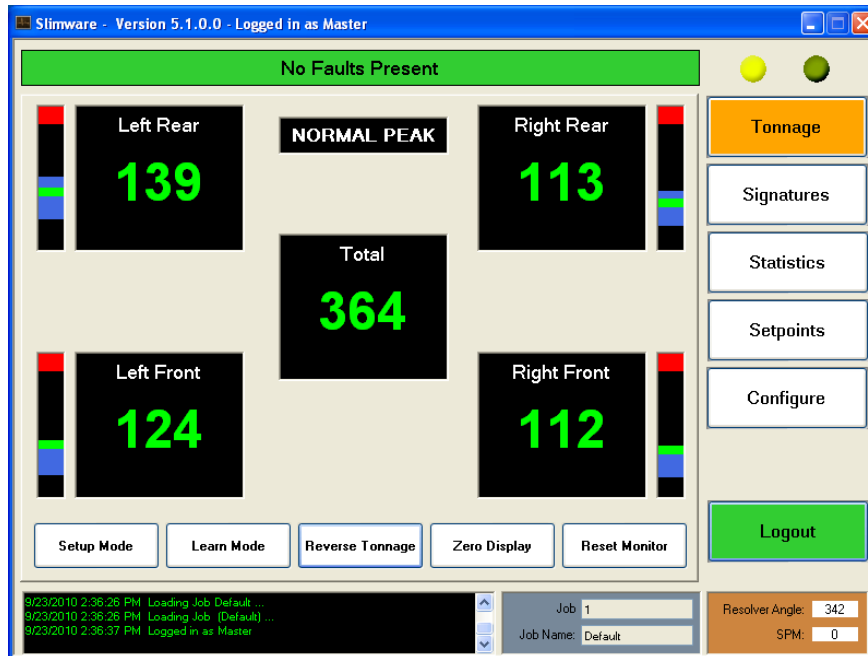 Slimware - Version 5.1.0.0 - Logged in as Master
No Faults Present
Left Rear
139
NORMAL PEAK
Right Rear
113
Total
364
Left Front
124
Right Front
112
Setup Mode
Learn Mode
Reverse Tonnage
Zero Display
Reset Monitor
Tonnage
Signatures
Statistics
Setpoints
Configure
Logout
9/23/2010 2:36:26 PM Loading Job Default ...
9/23/2010 2:36:26 PM Loading Job (Default) ...
9/23/2010 2:36:37 PM Logged in as Master
Job 1
Job Name: Default
Resolver Angle: 342
SPM: 0